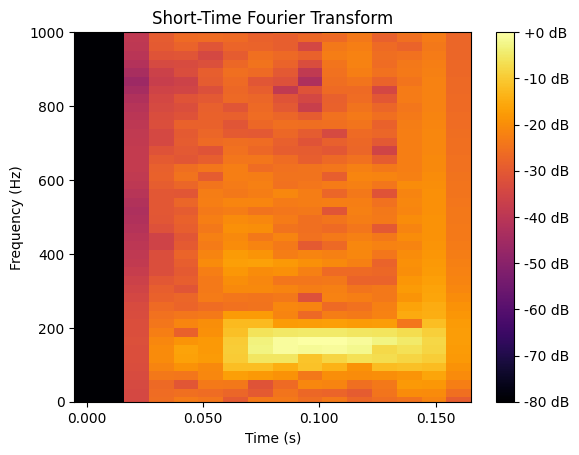 Short-Time Fourier Transform
1000
800
600
400
200
0
Frequency (Hz)
0.000
0.050
0.100
0.150
Time (s)
+0 dB
-10 dB
-20 dB
-30 dB
-40 dB
-50 dB
-60 dB
-70 dB
-80 dB